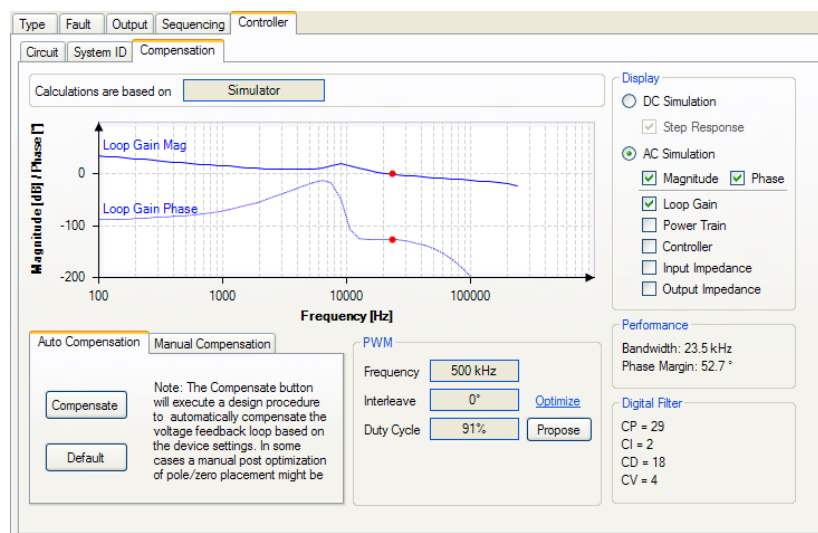 Type Fault Output Sequencing Controller
Circuit System ID Compensation
Calculations are based on Simulator
Magnitude [dB] / Phase [°]
Loop Gain Mag
Loop Gain Phase
0
-100
-200
100 1000 10000 100000
Frequency [Hz]
Display
DC Simulation
Step Response
AC Simulation
Magnitude Phase
Loop Gain
Power Train
Controller
Input Impedance
Output Impedance
Performance
Bandwidth: 23.5 kHz
Phase Margin: 52.7 °
Digital Filter
CP = 29
CI = 2
CD = 18
CV = 4
Auto Compensation Manual Compensation
Compensate
Default
Note: The Compensate button
will execute a design procedure
to automatically compensate the
voltage feedback loop based on
the device settings. In some
cases a manual post optimization
of pole/zero placement might be
PWM
Frequency 500 kHz
Interleave 0° Optimize
Duty Cycle 91% Propose